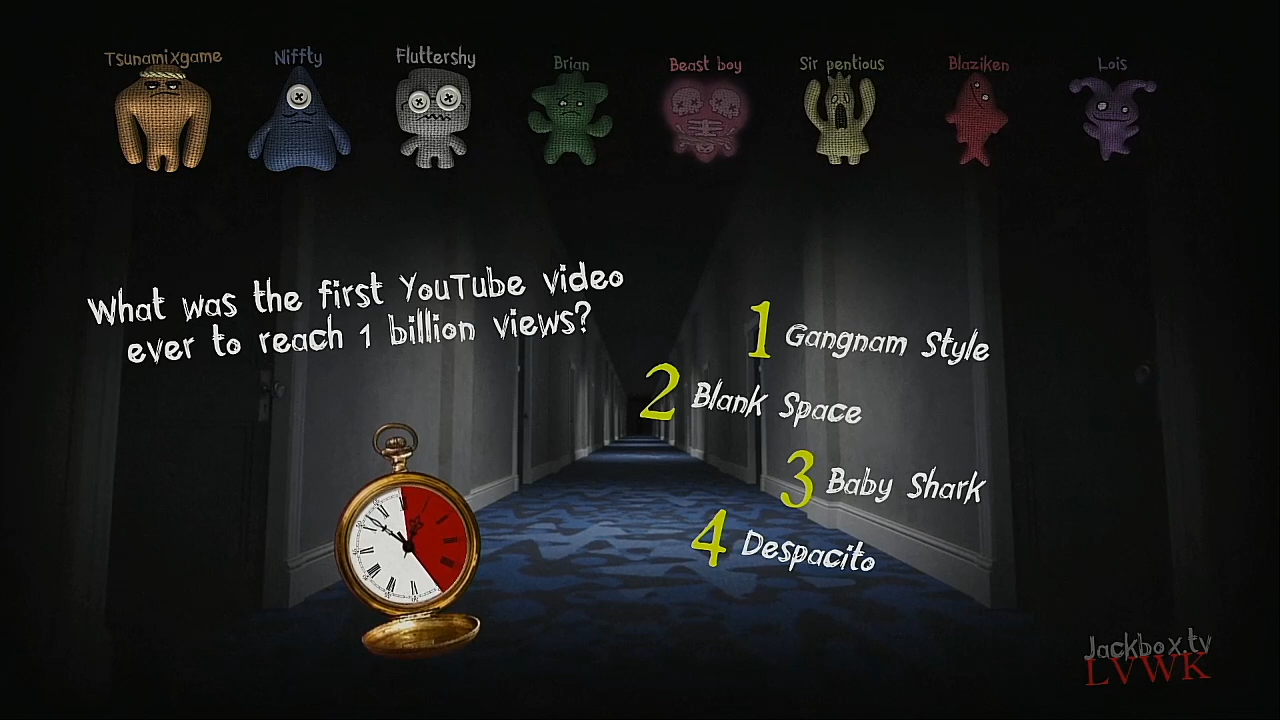 Tsunamixgame
Niffty
Fluttershy
Brian
Beast boy
Sir pentious
Blaziken
Lois
What was the first YouTube video
ever to reach 1 billion views?
1 Gangnam Style
2 Blank Space
3 Baby Shark
4 Despacito
Jackbox.tv
LVWK